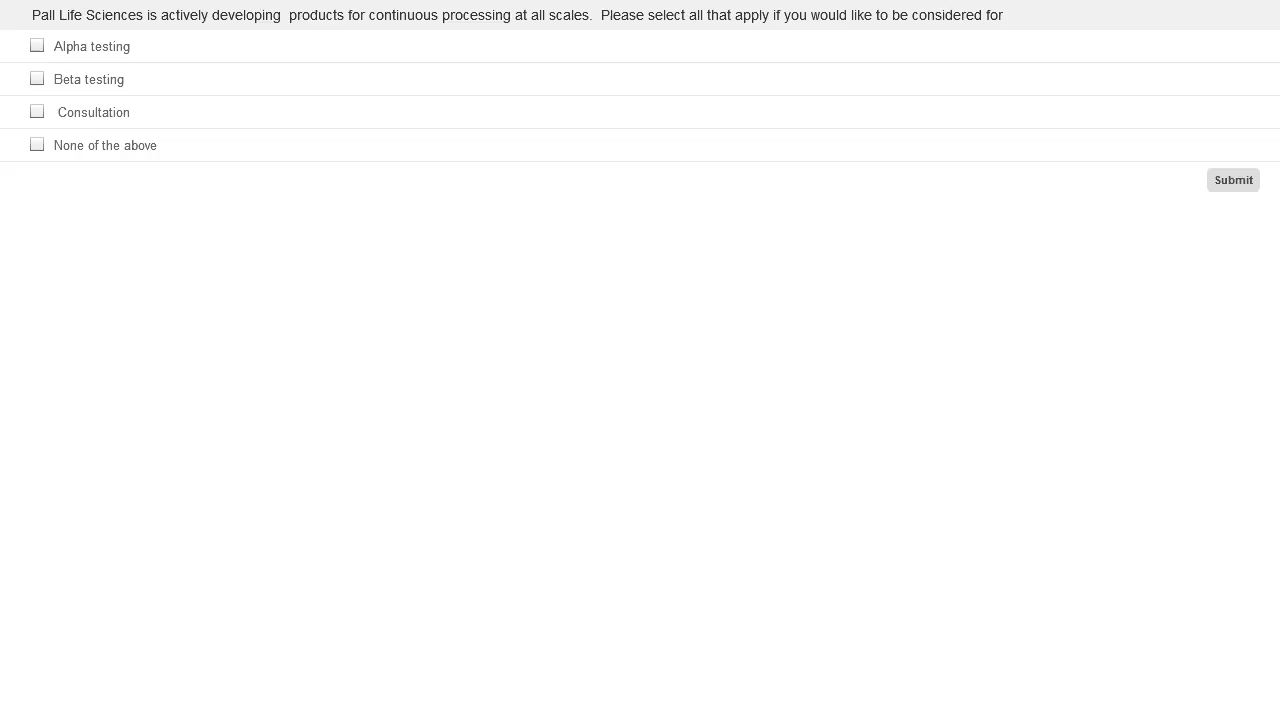 Pall Life Sciences is actively developing  products for continuous processing at all scales.  Please select all that apply if you would like to be considered for
Alpha testing
Beta testing
Consultation
None of the above
Submit